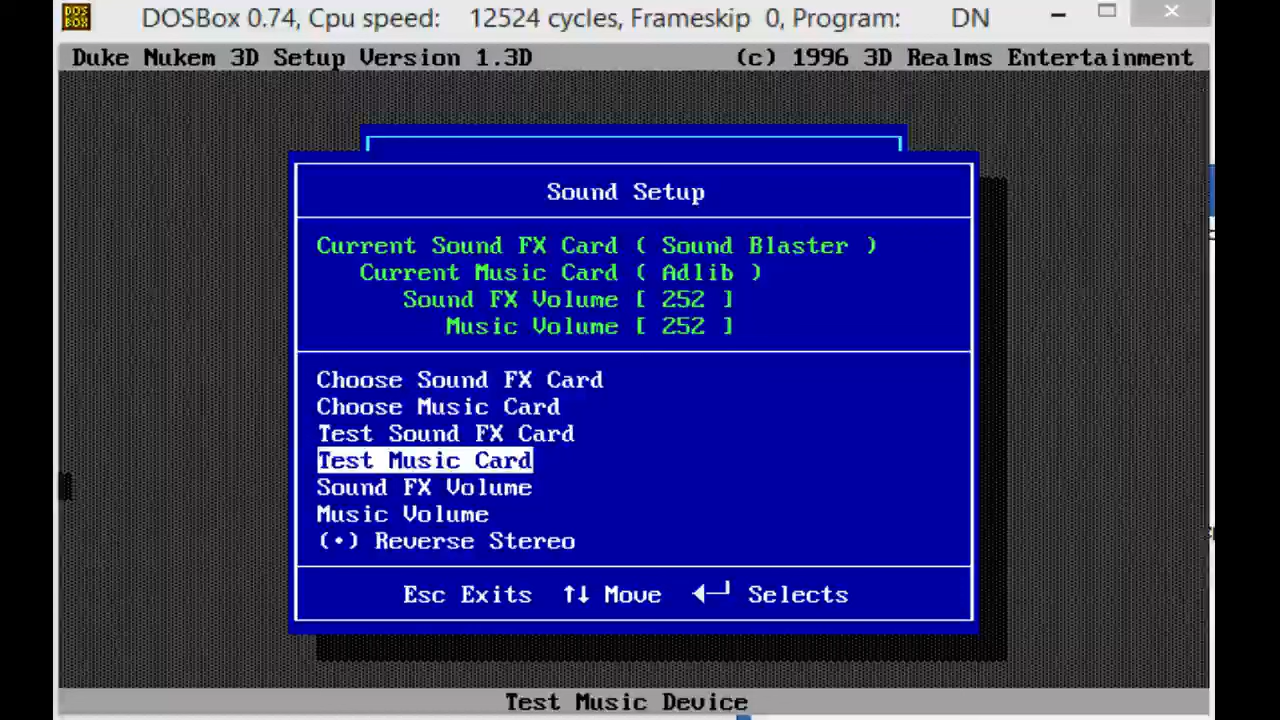 DOS
BOX
DOSBox 0.74, Cpu speed: 12524 cycles, Frameskip 0, Program: DN
Duke Nukem 3D Setup Version 1.3D (c) 1996 3D Realms Entertainment
Sound Setup
Current Sound FX Card ( Sound Blaster )
Current Music Card ( Adlib )
Sound FX Volume [ 252 ]
Music Volume [ 252 ]
Choose Sound FX Card
Choose Music Card
Test Sound FX Card
Test Music Card
Sound FX Volume
Music Volume
(•) Reverse Stereo
Esc Exits ↑↓ Move ◄─┘ Selects
Test Music Device